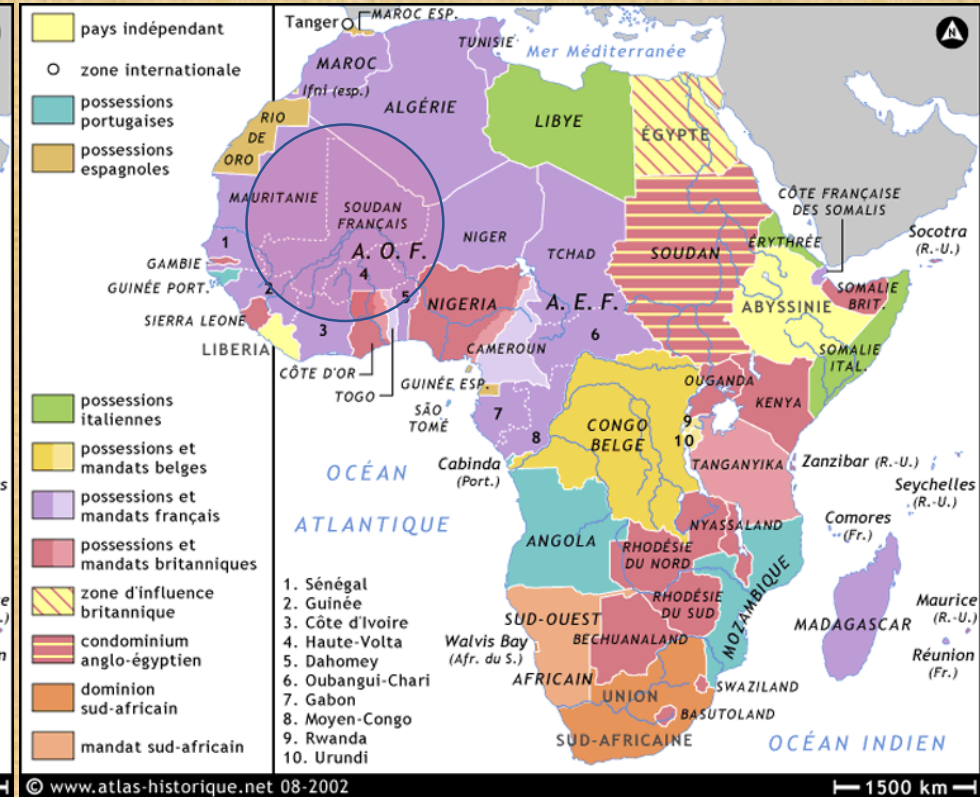 pays indépendant
zone internationale
possessions
portugaises
possessions
espagnoles
possessions
italiennes
possessions et
mandats belges
possessions et
mandats français
possessions et
mandats britanniques
zone d'influence
britannique
condominium
anglo-égyptien
dominion
sud-africain
mandat sud-africain
Tanger
MAROC ESP.
TUNISIE
Mer Méditerranée
N
MAROC
Ifni (esp.)
ALGÉRIE
LIBYE
ÉGYPTE
RIO
DE
ORO
MAURITANIE
SOUDAN
FRANÇAIS
A. O. F.
NIGER
TCHAD
SOUDAN
CÔTE FRANÇAISE
DES SOMALIS
Socotra
(R.-U.)
ÉRYTHRÉE
1
GAMBIE
GUINÉE PORT.
2
4
5
NIGERIA
A. E. F.
6
ABYSSINIE
SOMALIE
BRIT.
SIERRA LEONE
3
LIBERIA
CÔTE D'OR
TOGO
CAMEROUN
SOMALIE
ITAL.
GUINÉE ESP.
SÃO
TOMÉ
7
8
OUGANDA
KENYA
CONGO
BELGE
9
10
TANGANYIKA
Zanzibar (R.-U.)
Cabinda
(Port.)
OCÉAN
ATLANTIQUE
Seychelles
(R.-U.)
Comores
(Fr.)
ANGOLA
NYASSALAND
RHODÉSIE
DU NORD
RHODÉSIE
DU SUD
MOZAMBIQUE
MADAGASCAR
Maurice
(R.-U.)
Réunion
(Fr.)
SUD-OUEST
AFRICAIN
BECHUANALAND
Walvis Bay
(Afr. du S.)
SWAZILAND
BASUTOLAND
UNION
SUD-AFRICAINE
OCÉAN INDIEN
1. Sénégal
2. Guinée
3. Côte d'Ivoire
4. Haute-Volta
5. Dahomey
6. Oubangui-Chari
7. Gabon
8. Moyen-Congo
9. Rwanda
10. Urundi
© www.atlas-historique.net 08-2002
1500 km